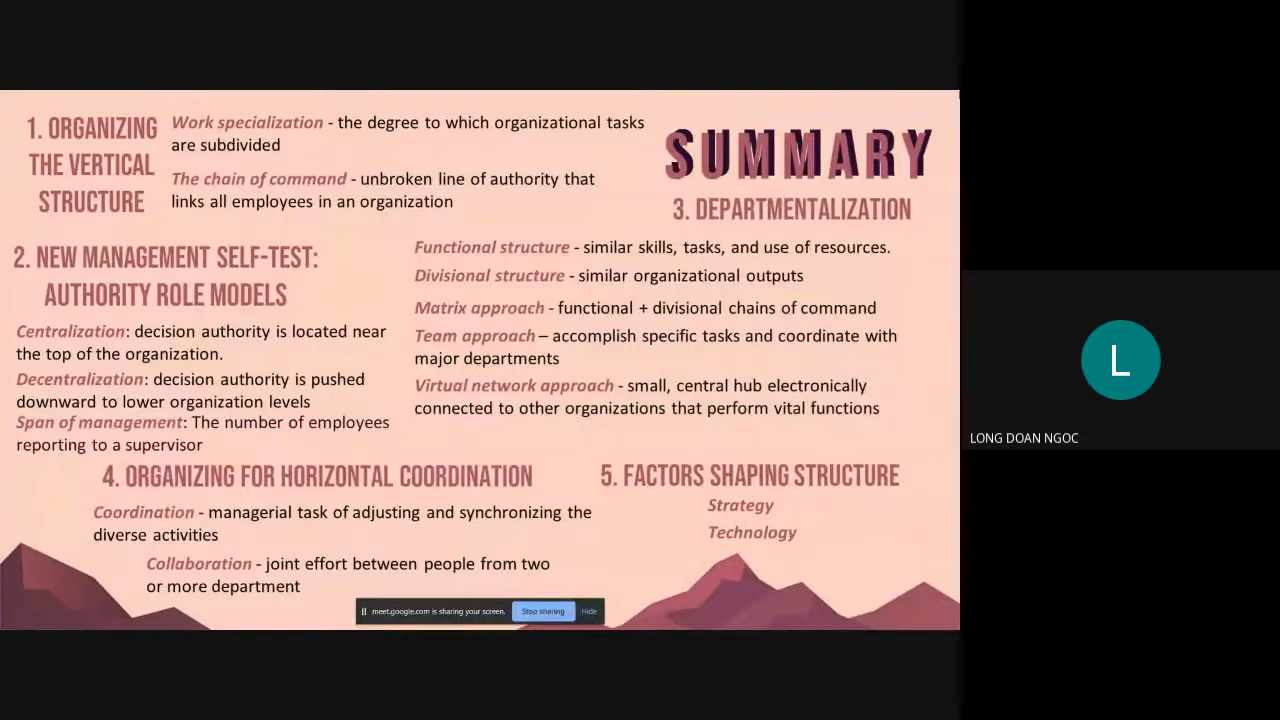 SUMMARY
1. ORGANIZING
THE VERTICAL
STRUCTURE
Work specialization - the degree to which organizational tasks
are subdivided
The chain of command - unbroken line of authority that
links all employees in an organization
2. NEW MANAGEMENT SELF-TEST:
AUTHORITY ROLE MODELS
Centralization: decision authority is located near
the top of the organization.
Decentralization: decision authority is pushed
downward to lower organization levels
Span of management: The number of employees
reporting to a supervisor
3. DEPARTMENTALIZATION
Functional structure - similar skills, tasks, and use of resources.
Divisional structure - similar organizational outputs
Matrix approach - functional + divisional chains of command
Team approach – accomplish specific tasks and coordinate with
major departments
Virtual network approach - small, central hub electronically
connected to other organizations that perform vital functions
4. ORGANIZING FOR HORIZONTAL COORDINATION
Coordination - managerial task of adjusting and synchronizing the
diverse activities
Collaboration - joint effort between people from two
or more department
5. FACTORS SHAPING STRUCTURE
Strategy
Technology
meet.google.com is sharing your screen.
Stop sharing
Hide
L
LONG DOAN NGOC